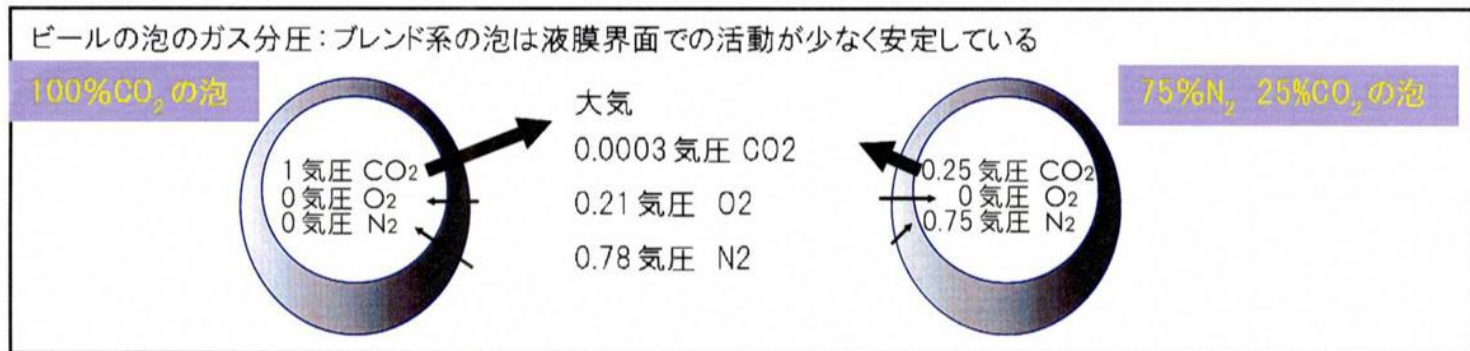 ビールの泡のガス分圧：ブレンド系の泡は液膜界面での活動が少なく安定している
100%CO₂の泡
1気圧 CO2
0気圧 O2
0気圧 N2
大気
0.0003気圧 CO2
0.21気圧 O2
0.78気圧 N2
75%N₂ 25%CO₂の泡
0.25気圧 CO2
0気圧 O2
0.75気圧 N2